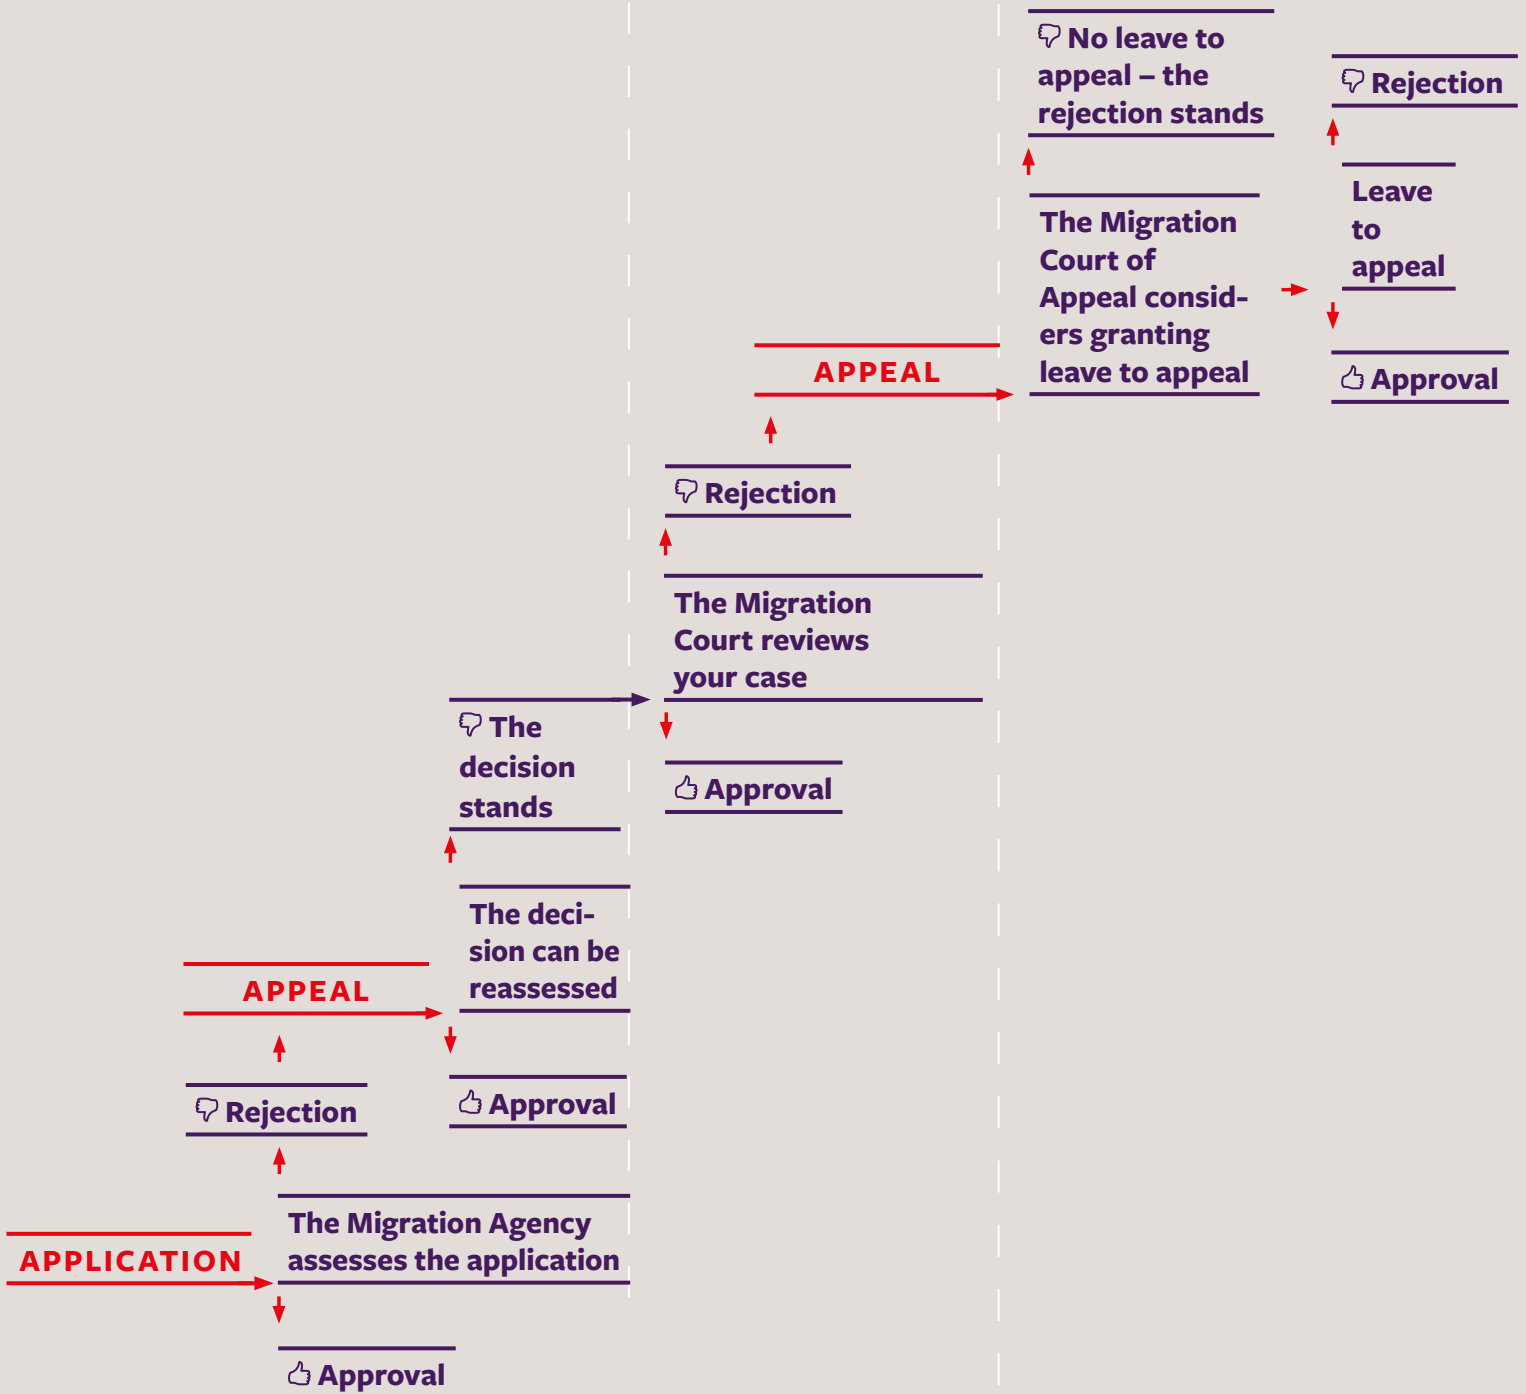 APPLICATION
The Migration Agency
assesses the application
Approval
Rejection
APPEAL
The deci-
sion can be
reassessed
Approval
The
decision
stands
The Migration
Court reviews
your case
Approval
Rejection
APPEAL
The Migration
Court of
Appeal consid-
ers granting
leave to appeal
No leave to
appeal – the
rejection stands
Leave
to
appeal
Rejection
Approval